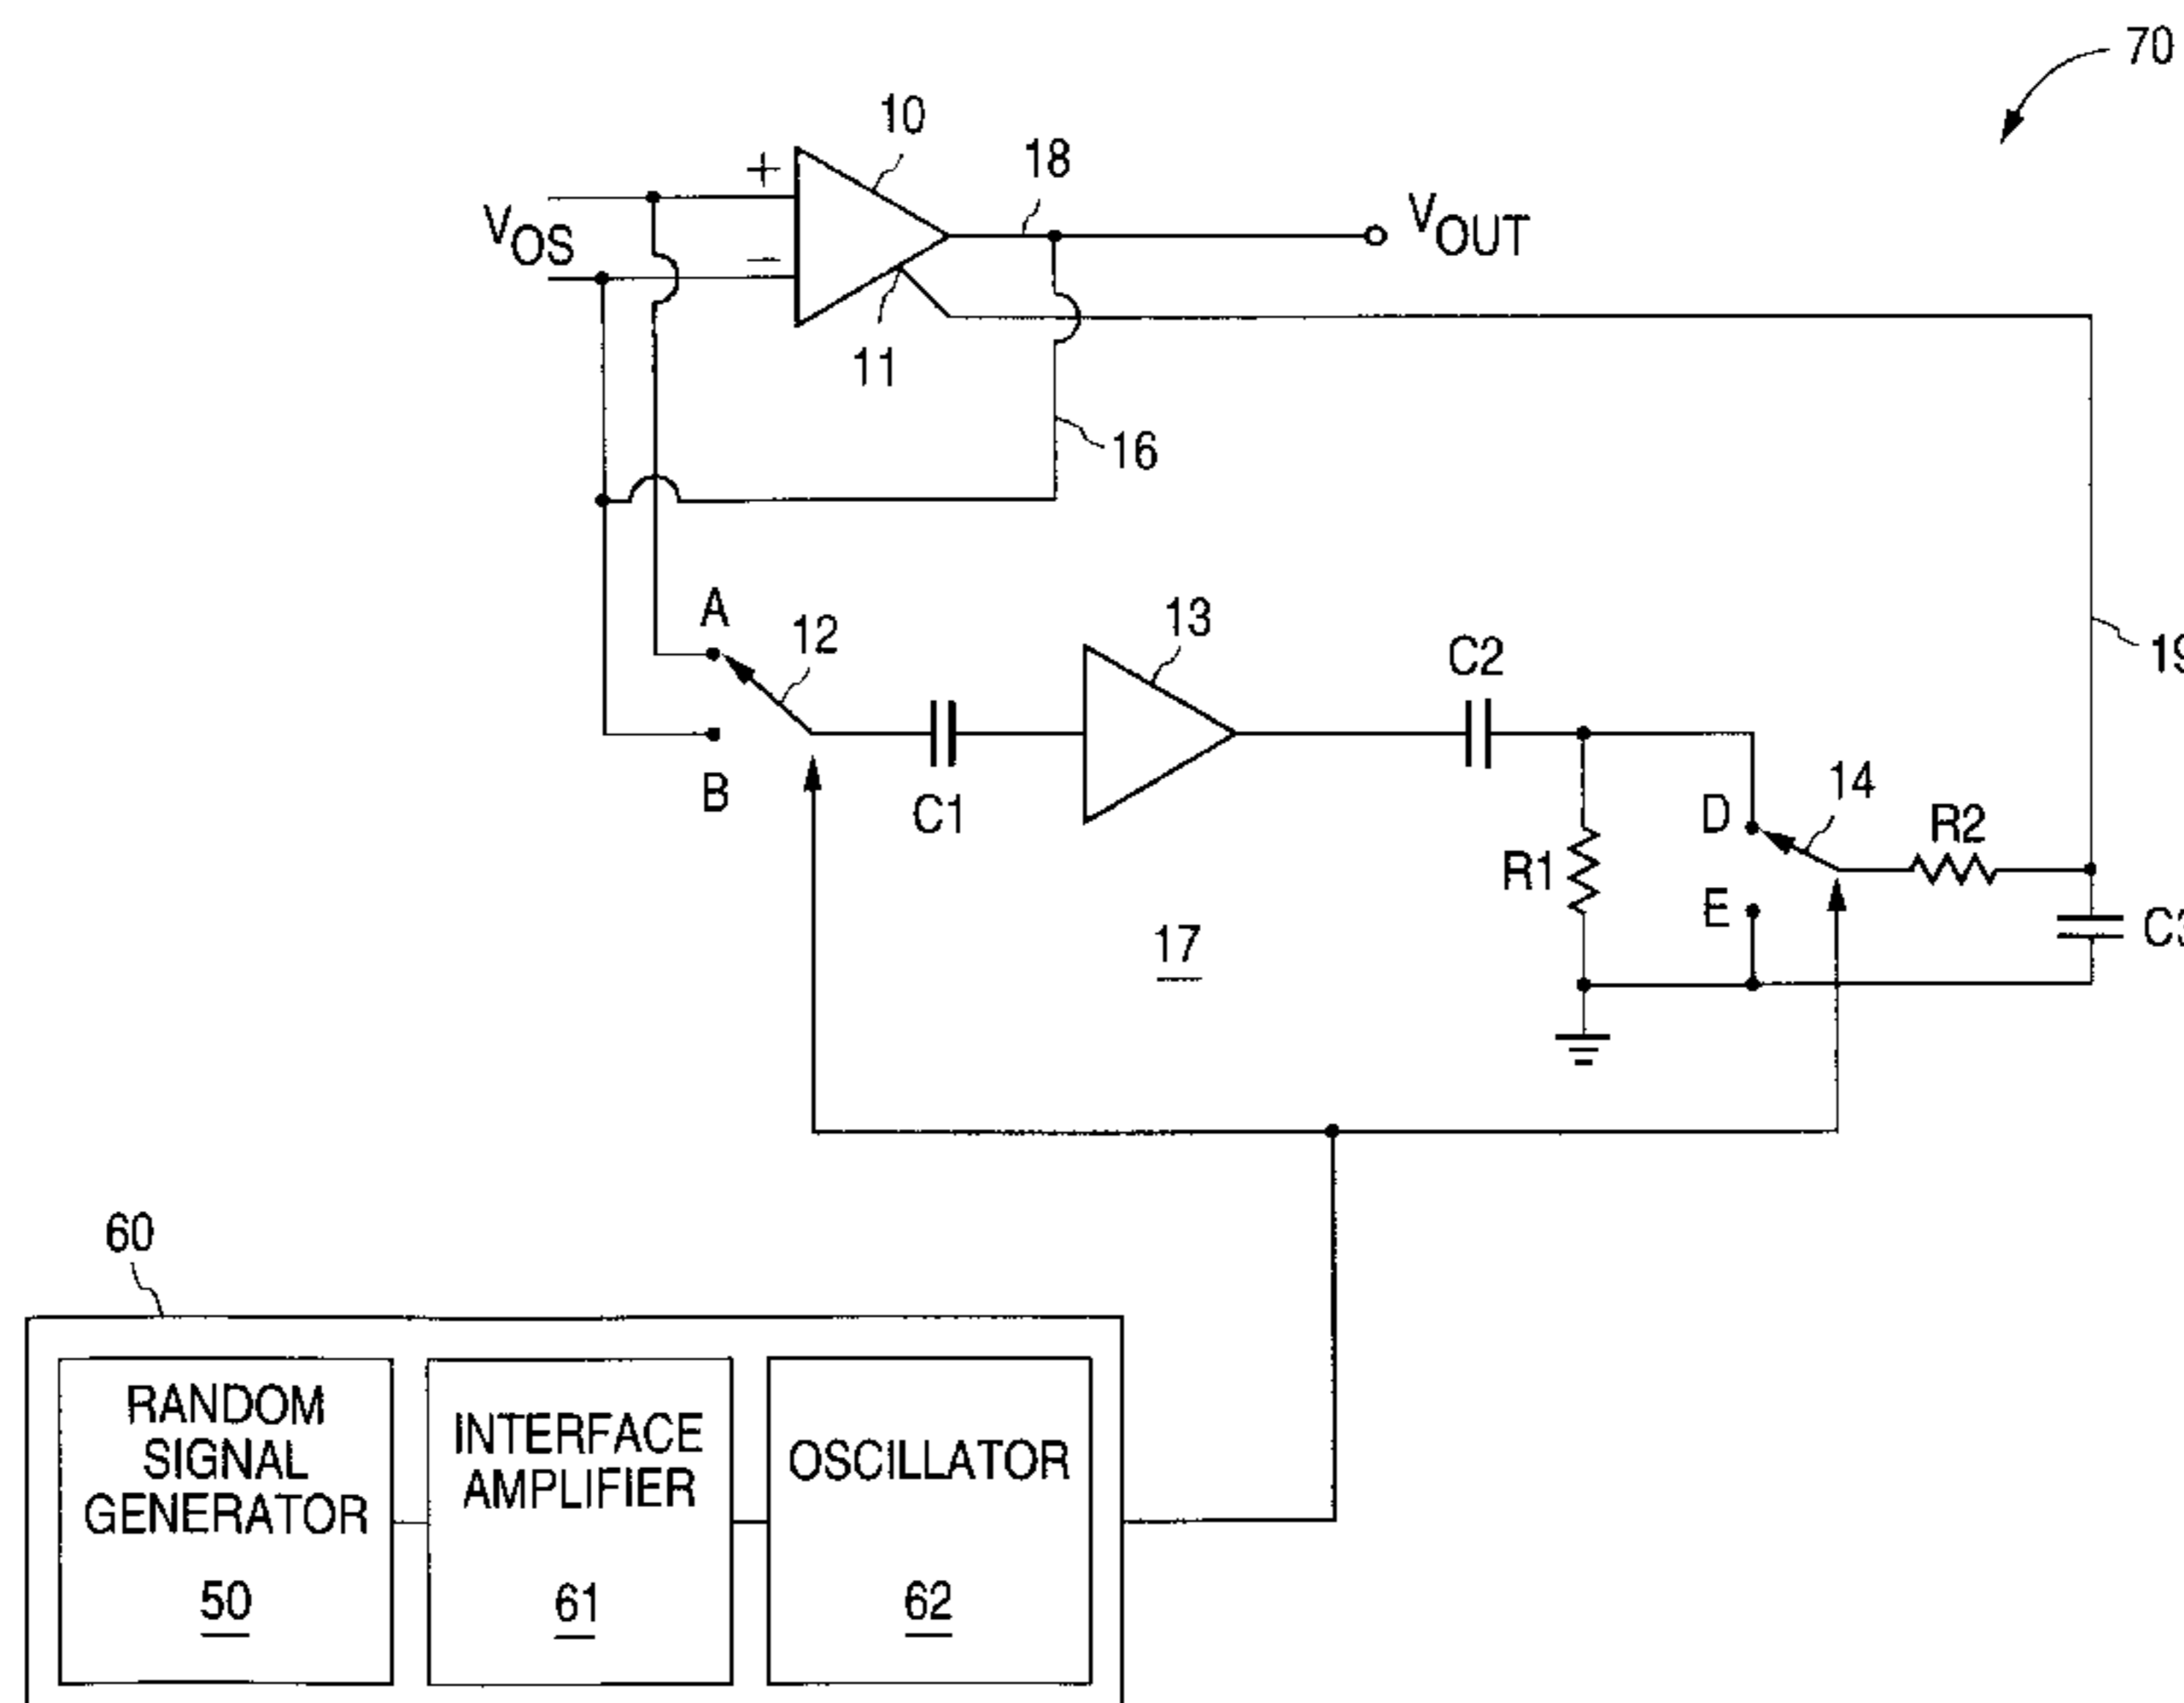 70
10
+
18
VOS
VOUT
−
11
16
A
12
13
C2
19
B
C1
D
14
R2
R1
E
C3
17
60
RANDOM
SIGNAL
GENERATOR
50
INTERFACE
AMPLIFIER
61
OSCILLATOR
62